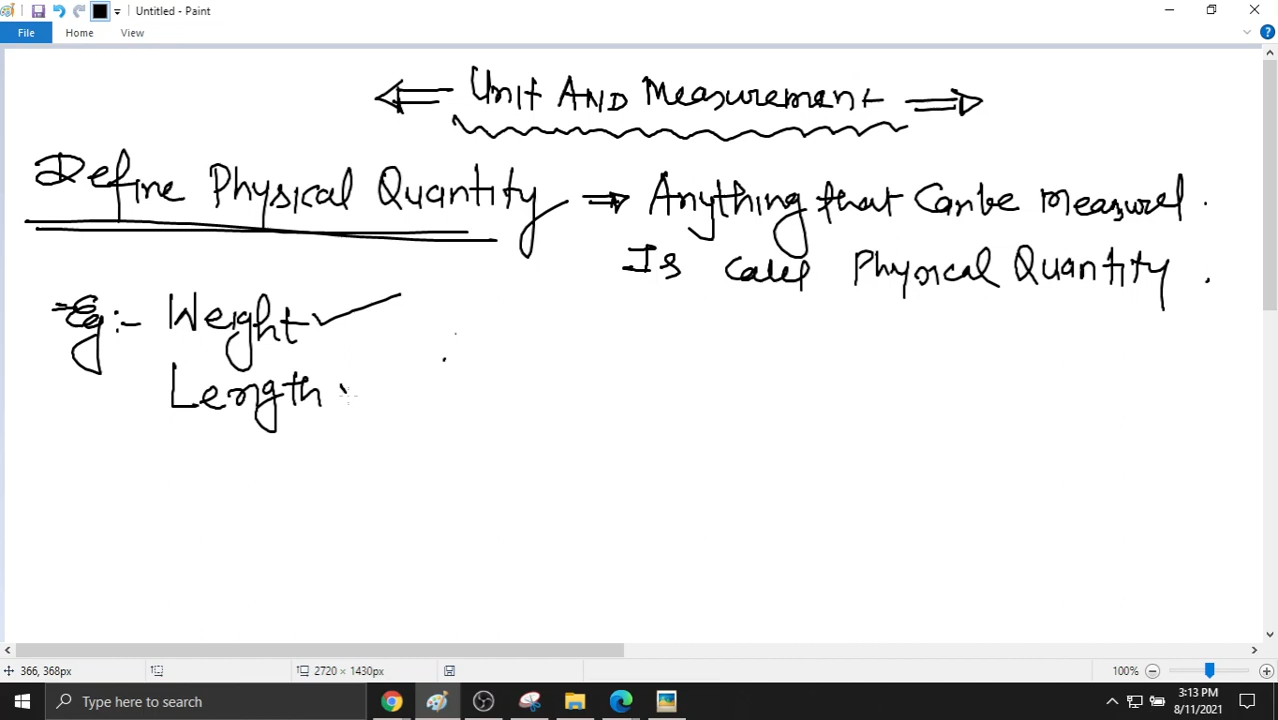 Untitled - Paint
File Home View
Unit AND Measurement
Define Physical Quantity ⇒ Anything that Can be measured.
Is called Physical Quantity.
Eg:- Weight
Length
366, 368px 2720 × 1430px 100%
Type here to search
3:13 PM
8/11/2021